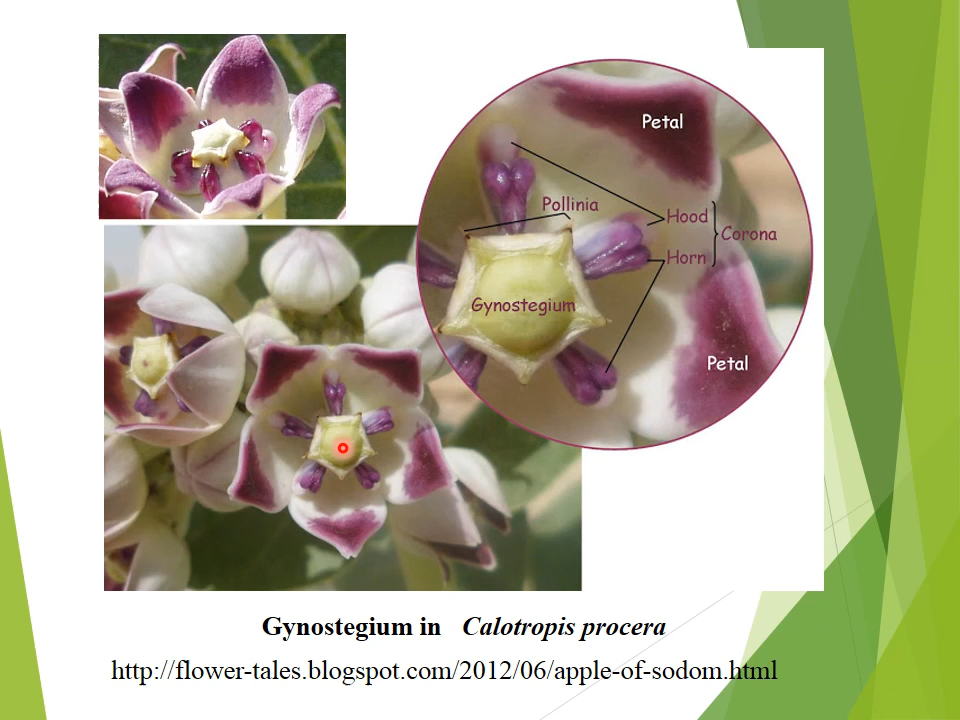 Petal
Pollinia
Hood
Corona
Horn
Gynostegium
Petal
Gynostegium in Calotropis procera
http://flower-tales.blogspot.com/2012/06/apple-of-sodom.html